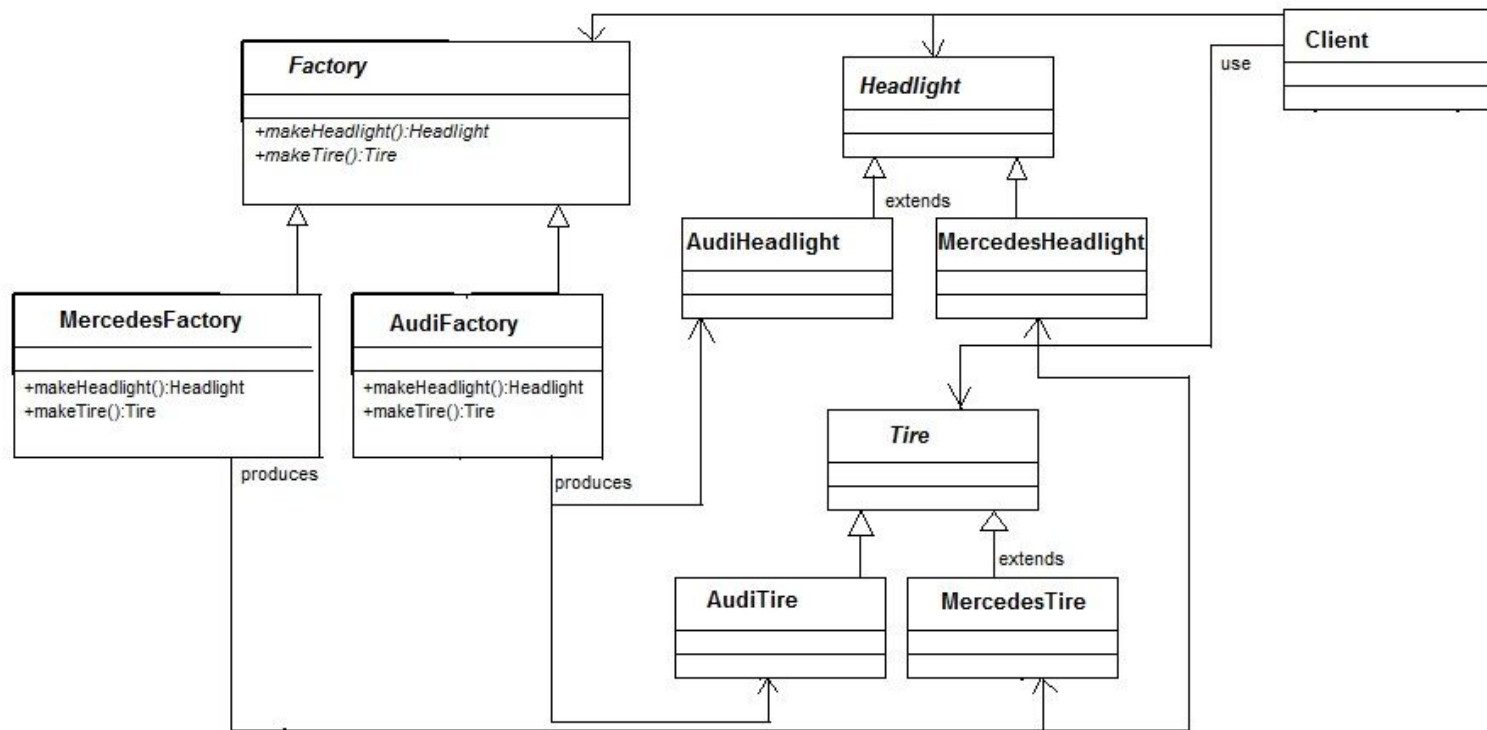 Client
Factory
use
Headlight
+makeHeadlight():Headlight
+makeTire():Tire
extends
AudiHeadlight
MercedesHeadlight
MercedesFactory
AudiFactory
+makeHeadlight():Headlight
+makeTire():Tire
+makeHeadlight():Headlight
+makeTire():Tire
Tire
produces
produces
extends
AudiTire
MercedesTire